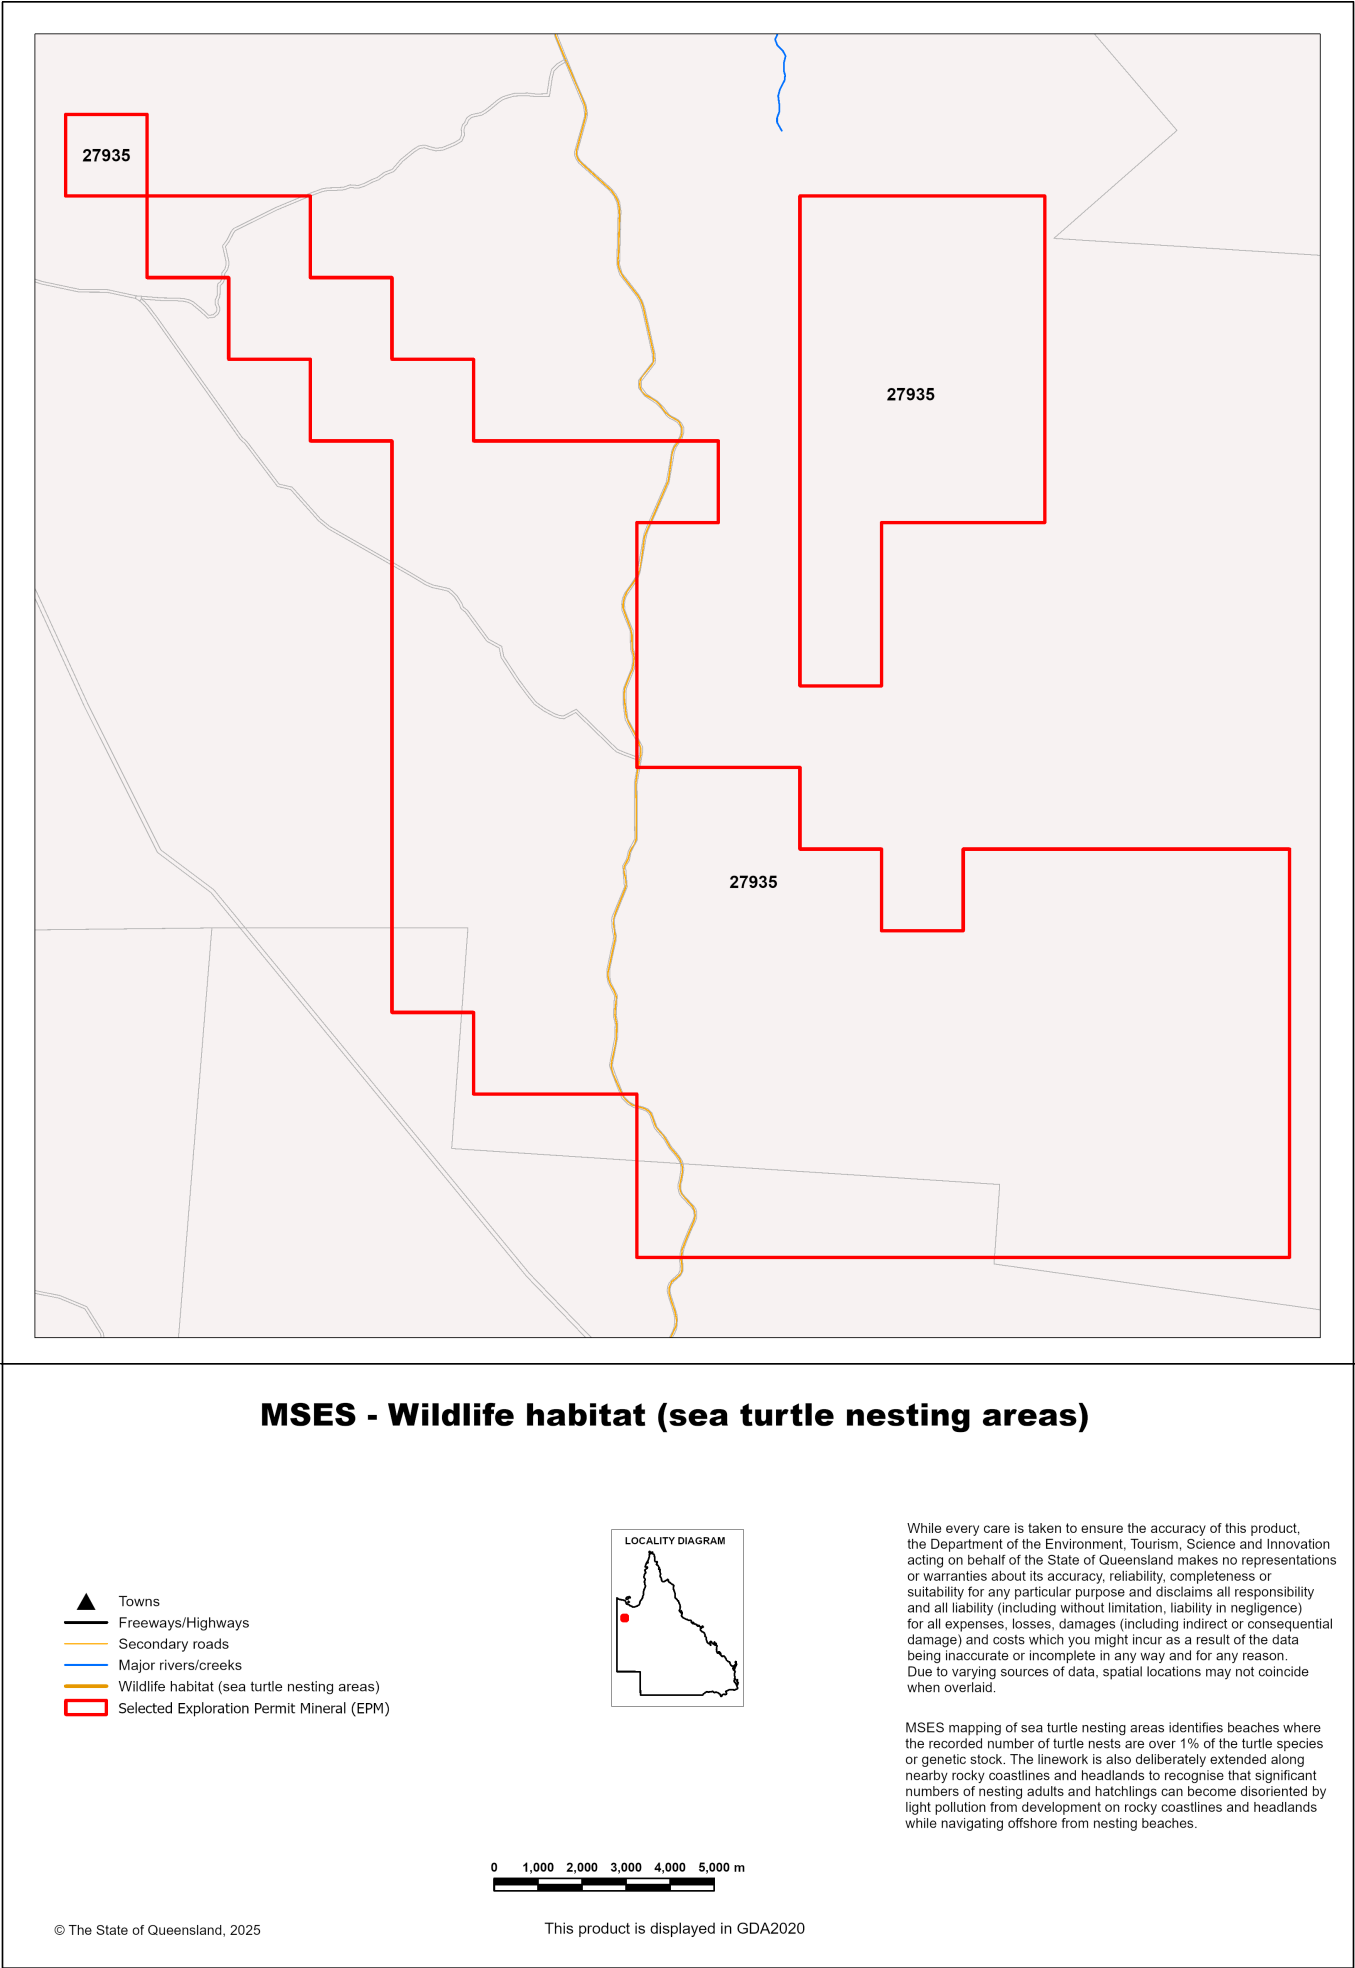 27935
27935
27935
MSES - Wildlife habitat (sea turtle nesting areas)
Towns
Freeways/Highways
Secondary roads
Major rivers/creeks
Wildlife habitat (sea turtle nesting areas)
Selected Exploration Permit Mineral (EPM)
LOCALITY DIAGRAM
While every care is taken to ensure the accuracy of this product,
the Department of the Environment, Tourism, Science and Innovation
acting on behalf of the State of Queensland makes no representations
or warranties about its accuracy, reliability, completeness or
suitability for any particular purpose and disclaims all responsibility
and all liability (including without limitation, liability in negligence)
for all expenses, losses, damages (including indirect or consequential
damage) and costs which you might incur as a result of the data
being inaccurate or incomplete in any way and for any reason.
Due to varying sources of data, spatial locations may not coincide
when overlaid.
MSES mapping of sea turtle nesting areas identifies beaches where
the recorded number of turtle nests are over 1% of the turtle species
or genetic stock. The linework is also deliberately extended along
nearby rocky coastlines and headlands to recognise that significant
numbers of nesting adults and hatchlings can become disoriented by
light pollution from development on rocky coastlines and headlands
while navigating offshore from nesting beaches.
0 1,000 2,000 3,000 4,000 5,000 m
© The State of Queensland, 2025
This product is displayed in GDA2020